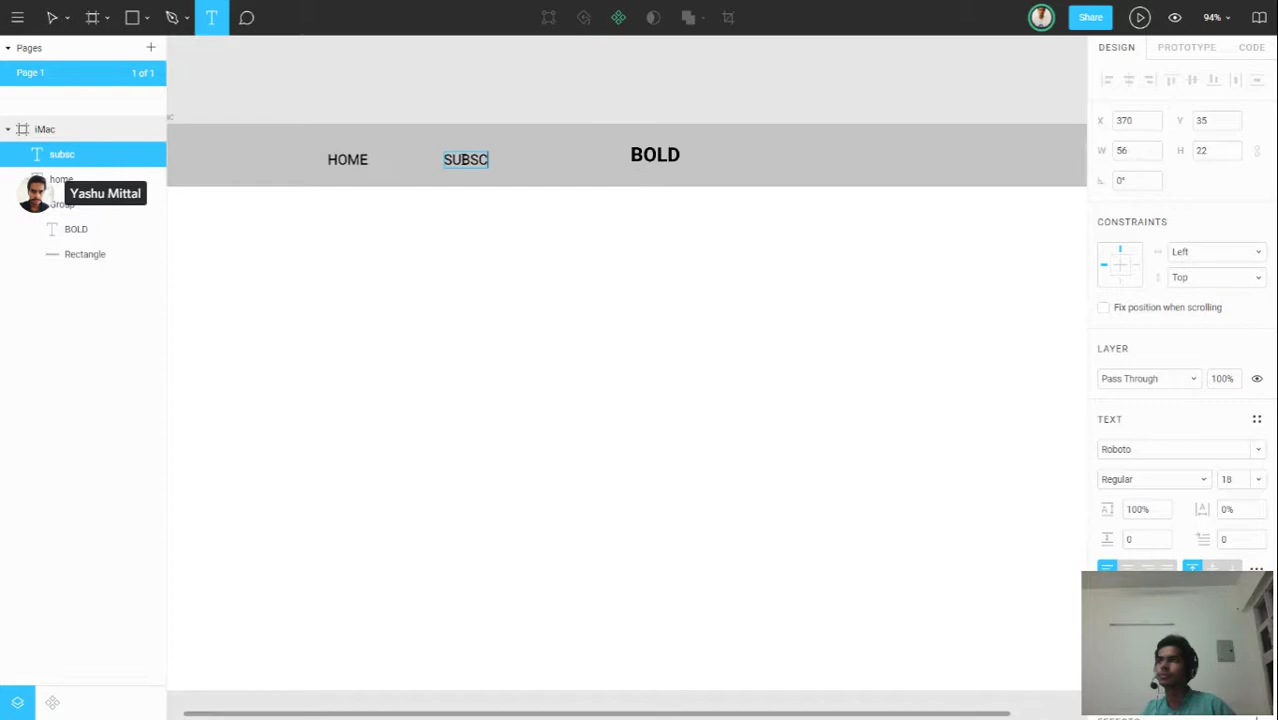 Share
94%
Pages
Page 1
1 of 1
iMac
subsc
home
Yashu Mittal
Group
BOLD
Rectangle
HOME
SUBSC
BOLD
DESIGN
PROTOTYPE
CODE
X 370
Y 35
W 56
H 22
0°
CONSTRAINTS
Left
Top
Fix position when scrolling
LAYER
Pass Through
100%
TEXT
Roboto
Regular
18
100%
0%
0
0